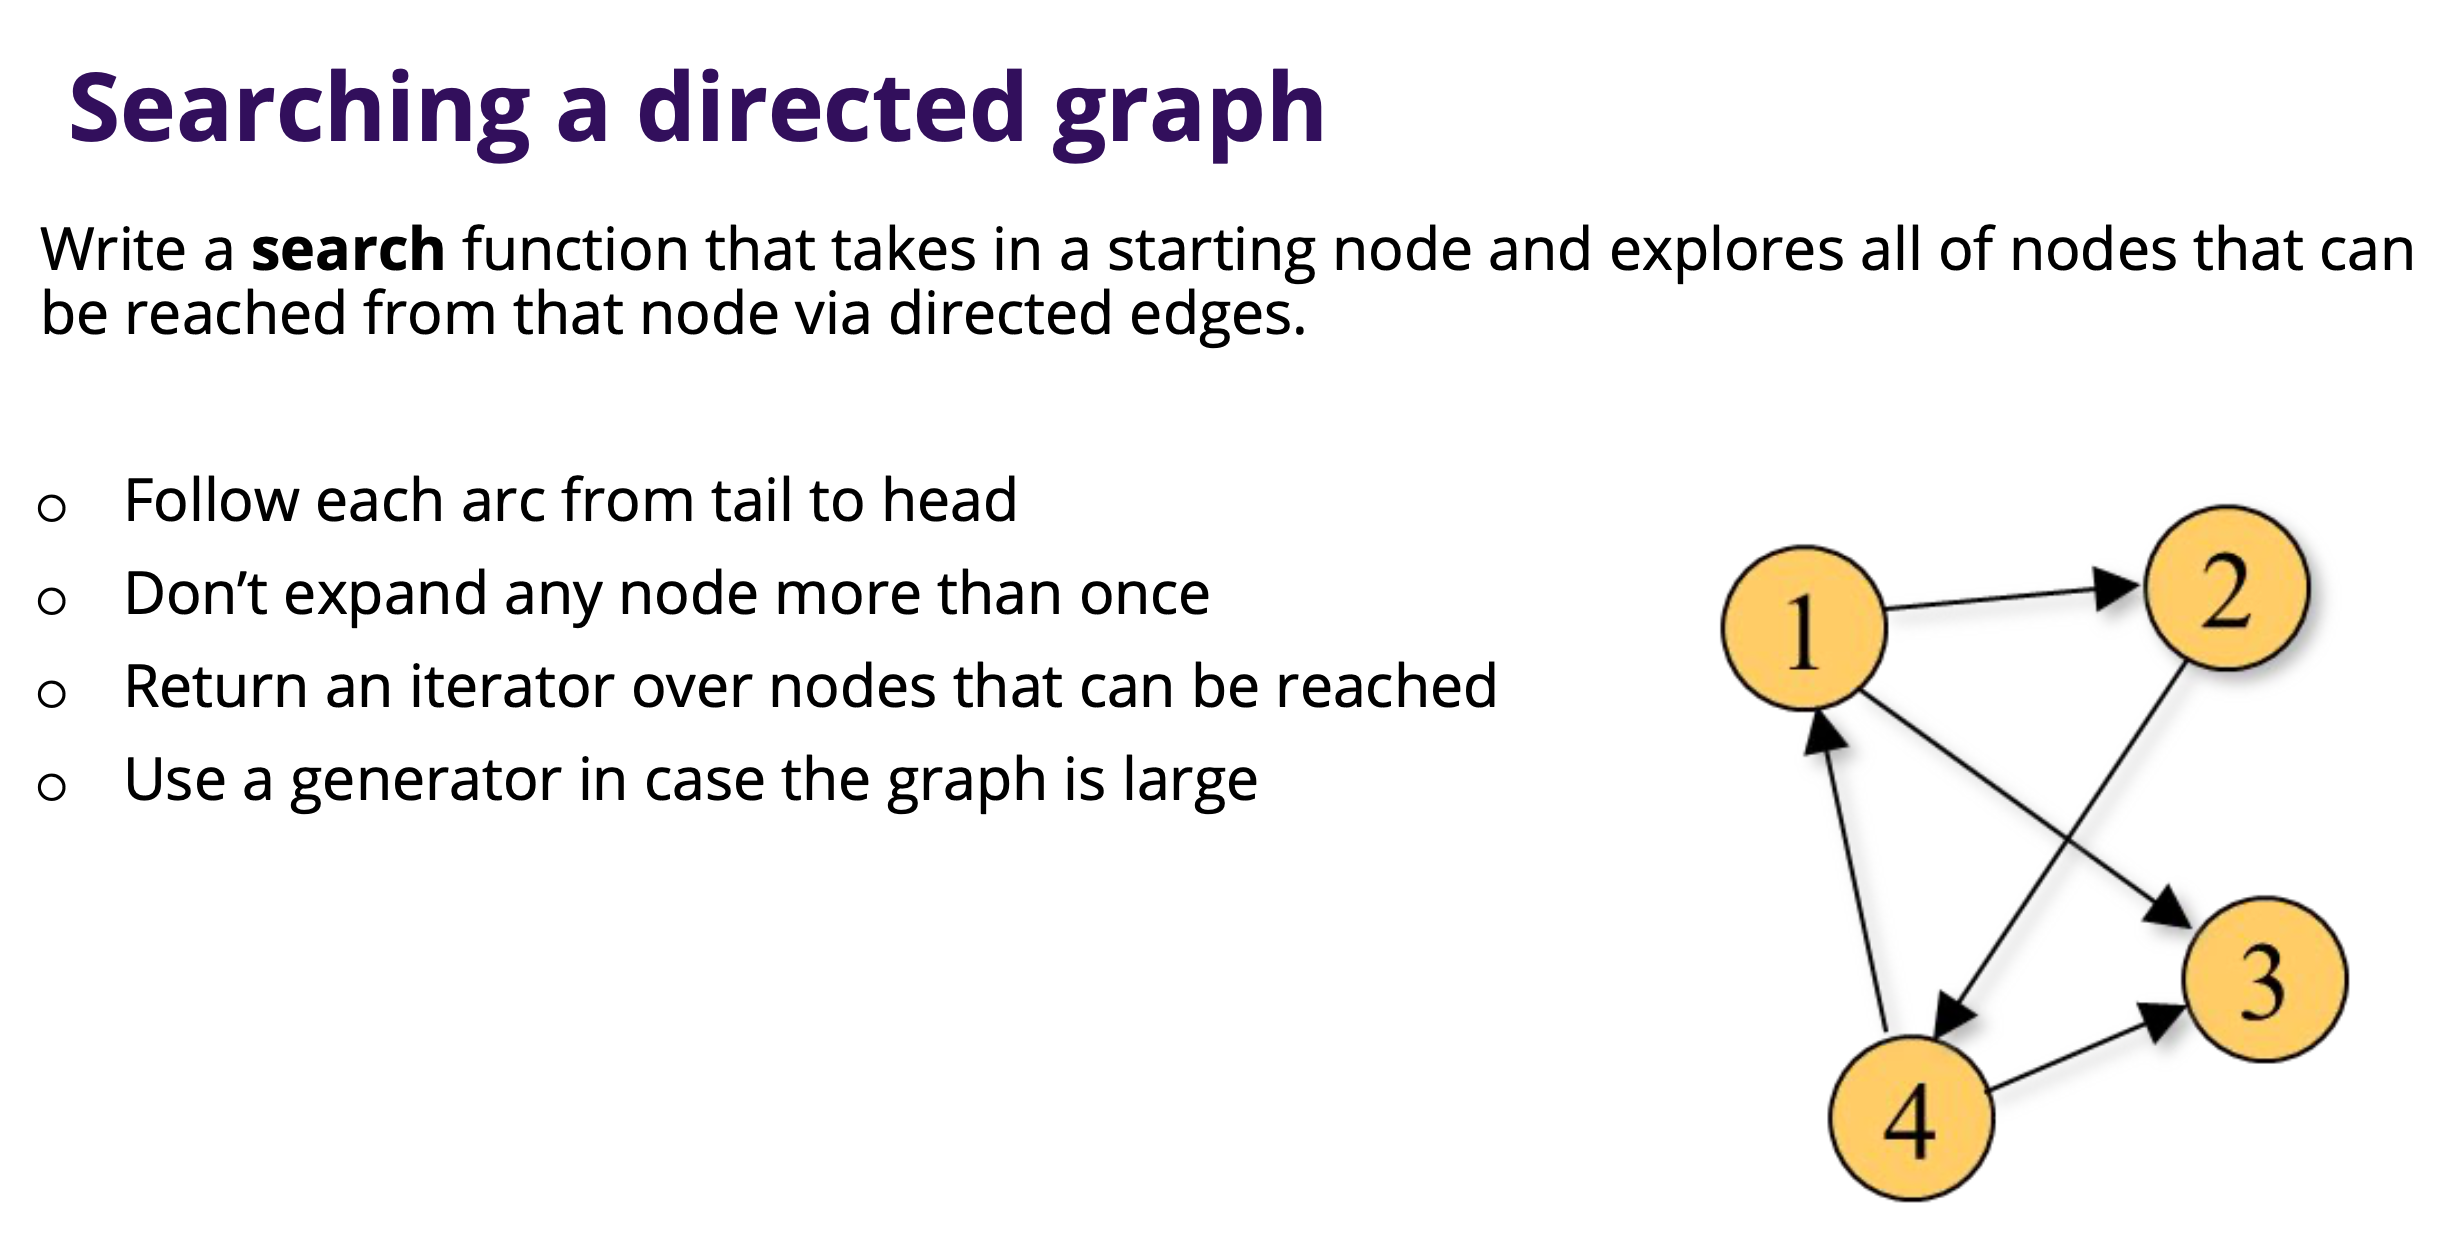 Searching a directed graph
Write a search function that takes in a starting node and explores all of nodes that can
be reached from that node via directed edges.
Follow each arc from tail to head
Don’t expand any node more than once
Return an iterator over nodes that can be reached
Use a generator in case the graph is large
1
2
3
4